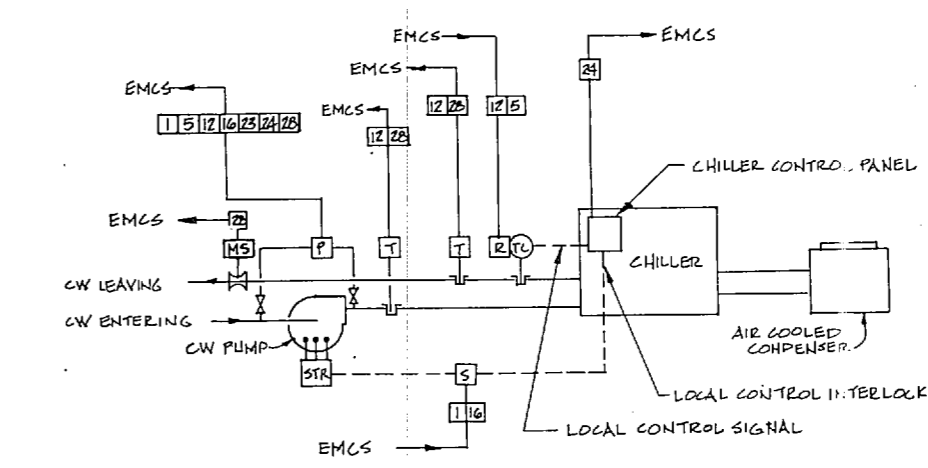 EMCS
EMCS
EMCS
24
EMCS
12 28
12 5
EMCS
1 5 12 16 23 24 28
12 28
CHILLER CONTROL PANEL
EMCS
28
MS
P
T
T
R TC
CHILLER
CW LEAVING
CW ENTERING
CW PUMP
AIR COOLED
CONDENSER
STR
S
LOCAL CONTROL INTERLOCK
1 16
LOCAL CONTROL SIGNAL
EMCS